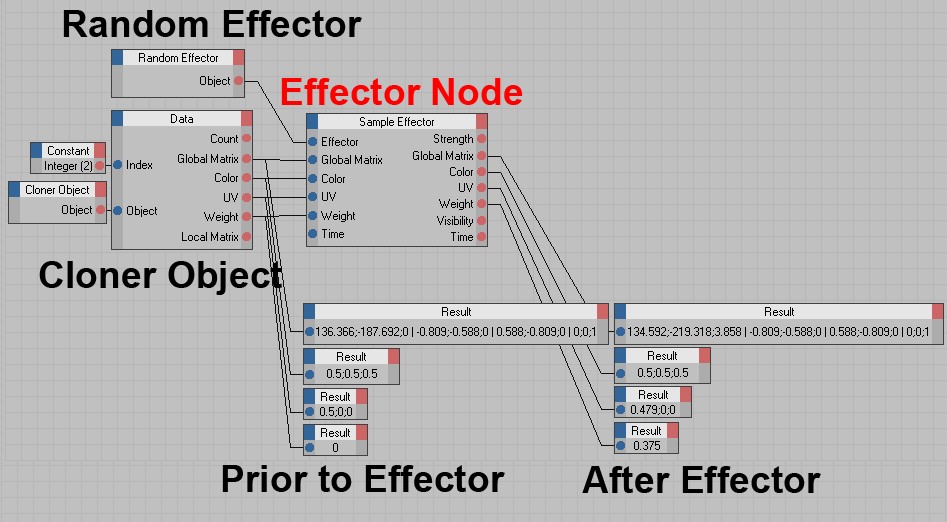 Random Effector
Random Effector
Object
Effector Node
Data
Count
Global Matrix
Color
UV
Weight
Local Matrix
Index
Object
Constant
Integer (2)
Cloner Object
Object
Cloner Object
Sample Effector
Effector
Global Matrix
Color
UV
Weight
Time
Strength
Global Matrix
Color
UV
Weight
Visibility
Time
Result
136.366;-187.692;0 | -0.809;-0.588;0 | 0.588;-0.809;0 | 0;0;1
Result
0.5;0.5;0.5
Result
0.5;0;0
Result
0
Prior to Effector
Result
134.592;-219.318;3.858 | -0.809;-0.588;0 | 0.588;-0.809;0 | 0;0;1
Result
0.5;0.5;0.5
Result
0.479;0;0
Result
0.375
After Effector